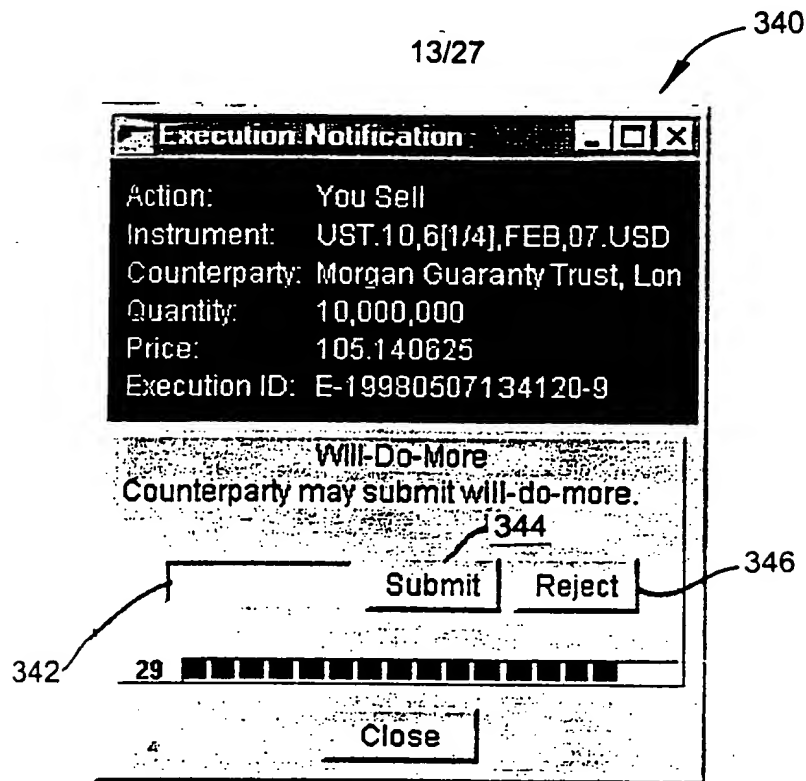 13/27
340
Execution Notification
Action: You Sell
Instrument: UST.10,6[1/4],FEB,07.USD
Counterparty: Morgan Guaranty Trust, Lon
Quantity: 10,000,000
Price: 105.140625
Execution ID: E-19980507134120-9
Will-Do-More
Counterparty may submit will-do-more.
344
Submit Reject
346
342
29
Close